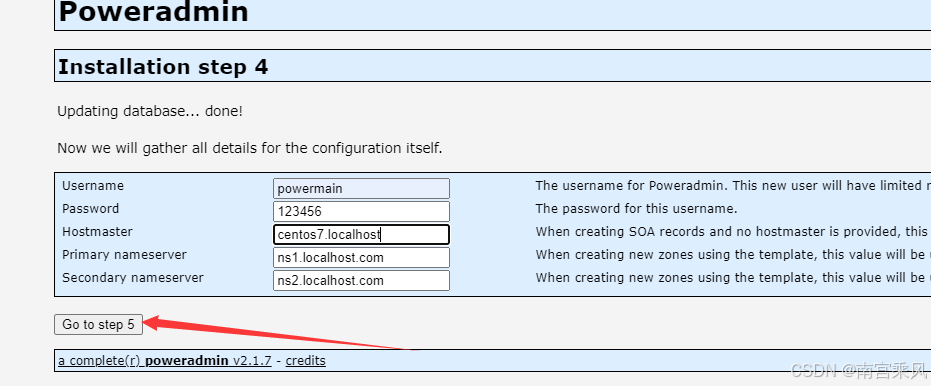 Poweradmin
Installation step 4
Updating database... done!
Now we will gather all details for the configuration itself.
Username powermain The username for Poweradmin. This new user will have limited
Password 123456 The password for this username.
Hostmaster centos7.localhost When creating SOA records and no hostmaster is provided, this
Primary nameserver ns1.localhost.com When creating new zones using the template, this value will be
Secondary nameserver ns2.localhost.com When creating new zones using the template, this value will be
Go to step 5
a complete(r) poweradmin v2.1.7 - credits
CSDN @南宫乘风